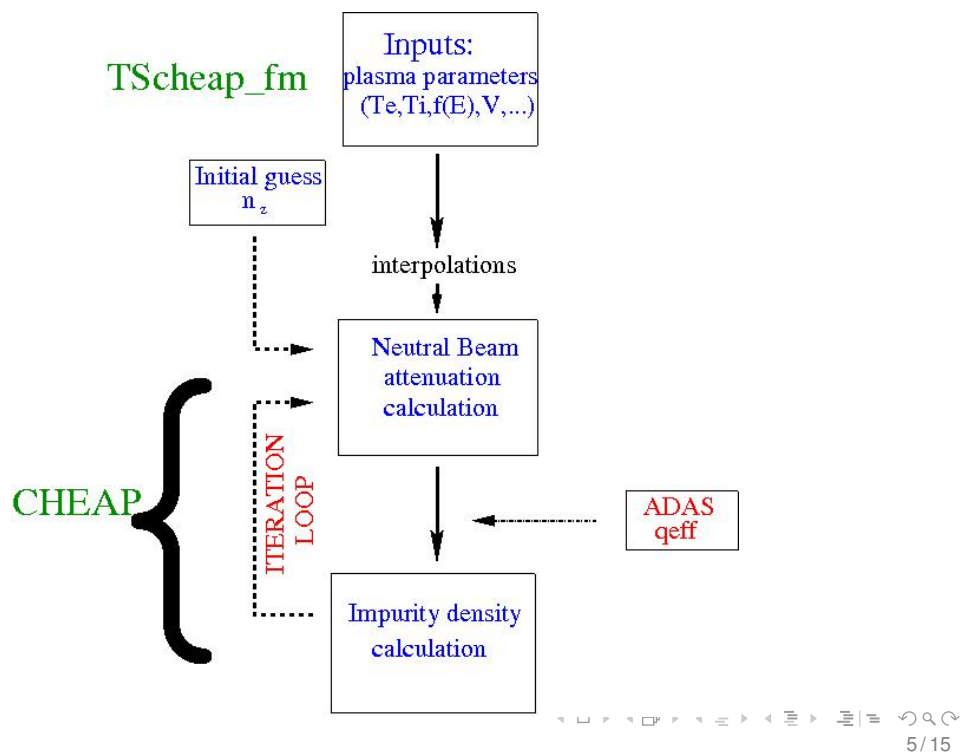 TScheap_fm
Inputs:
plasma parameters
(Te,Ti,f(E),V,...)
Initial guess
n z
interpolations
Neutral Beam
attenuation
calculation
CHEAP
ITERATION
LOOP
ADAS
qeff
Impurity density
calculation
5/15